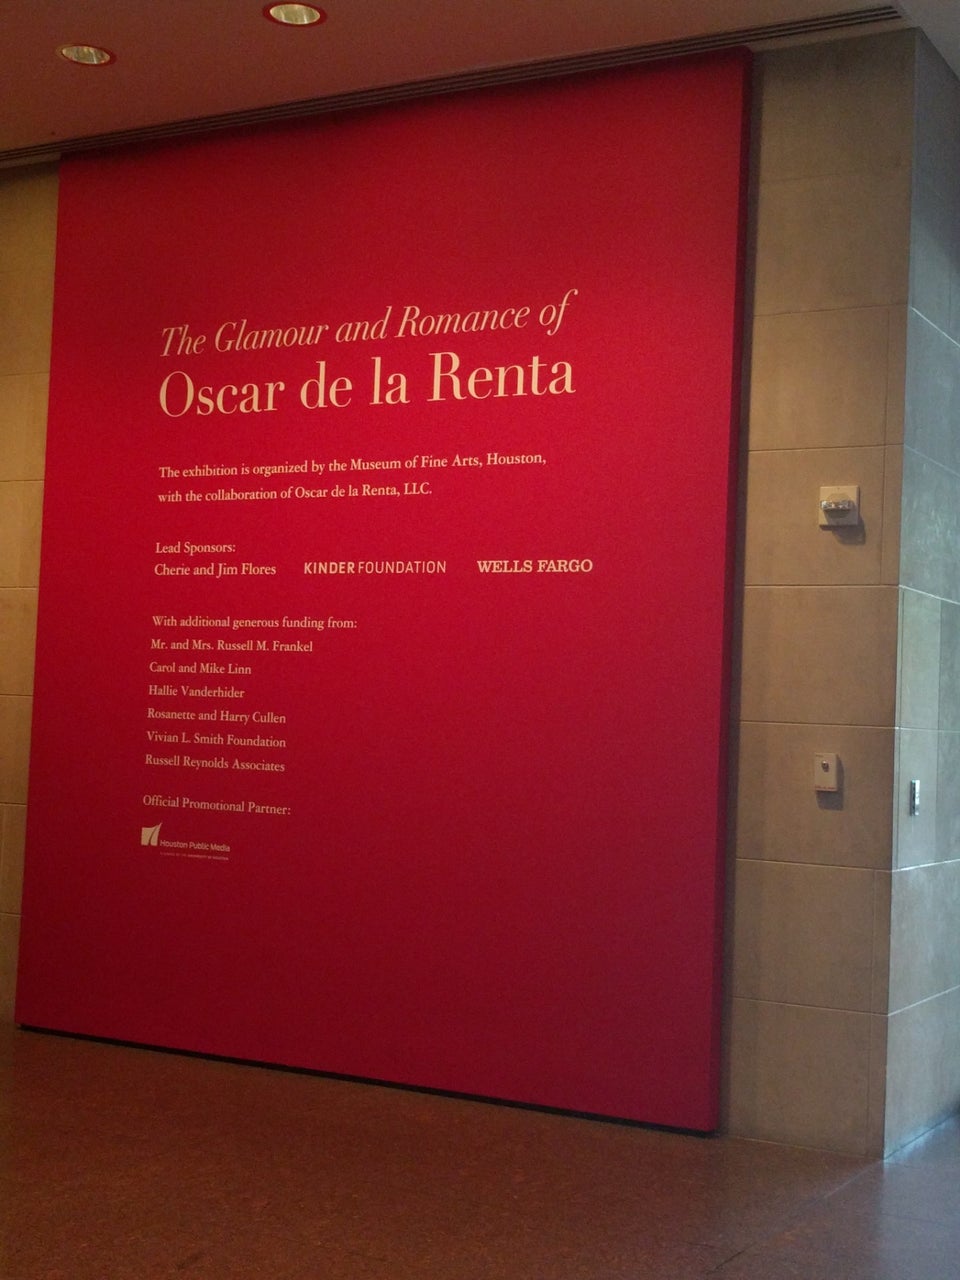 The Glamour and Romance of
Oscar de la Renta
The exhibition is organized by the Museum of Fine Arts, Houston,
with the collaboration of Oscar de la Renta, LLC.
Lead Sponsors:
Cherie and Jim Flores KINDER FOUNDATION WELLS FARGO
With additional generous funding from:
Mr. and Mrs. Russell M. Frankel
Carol and Mike Linn
Hallie Vanderhider
Rosanette and Harry Cullen
Vivian L. Smith Foundation
Russell Reynolds Associates
Official Promotional Partner:
Houston Public Media